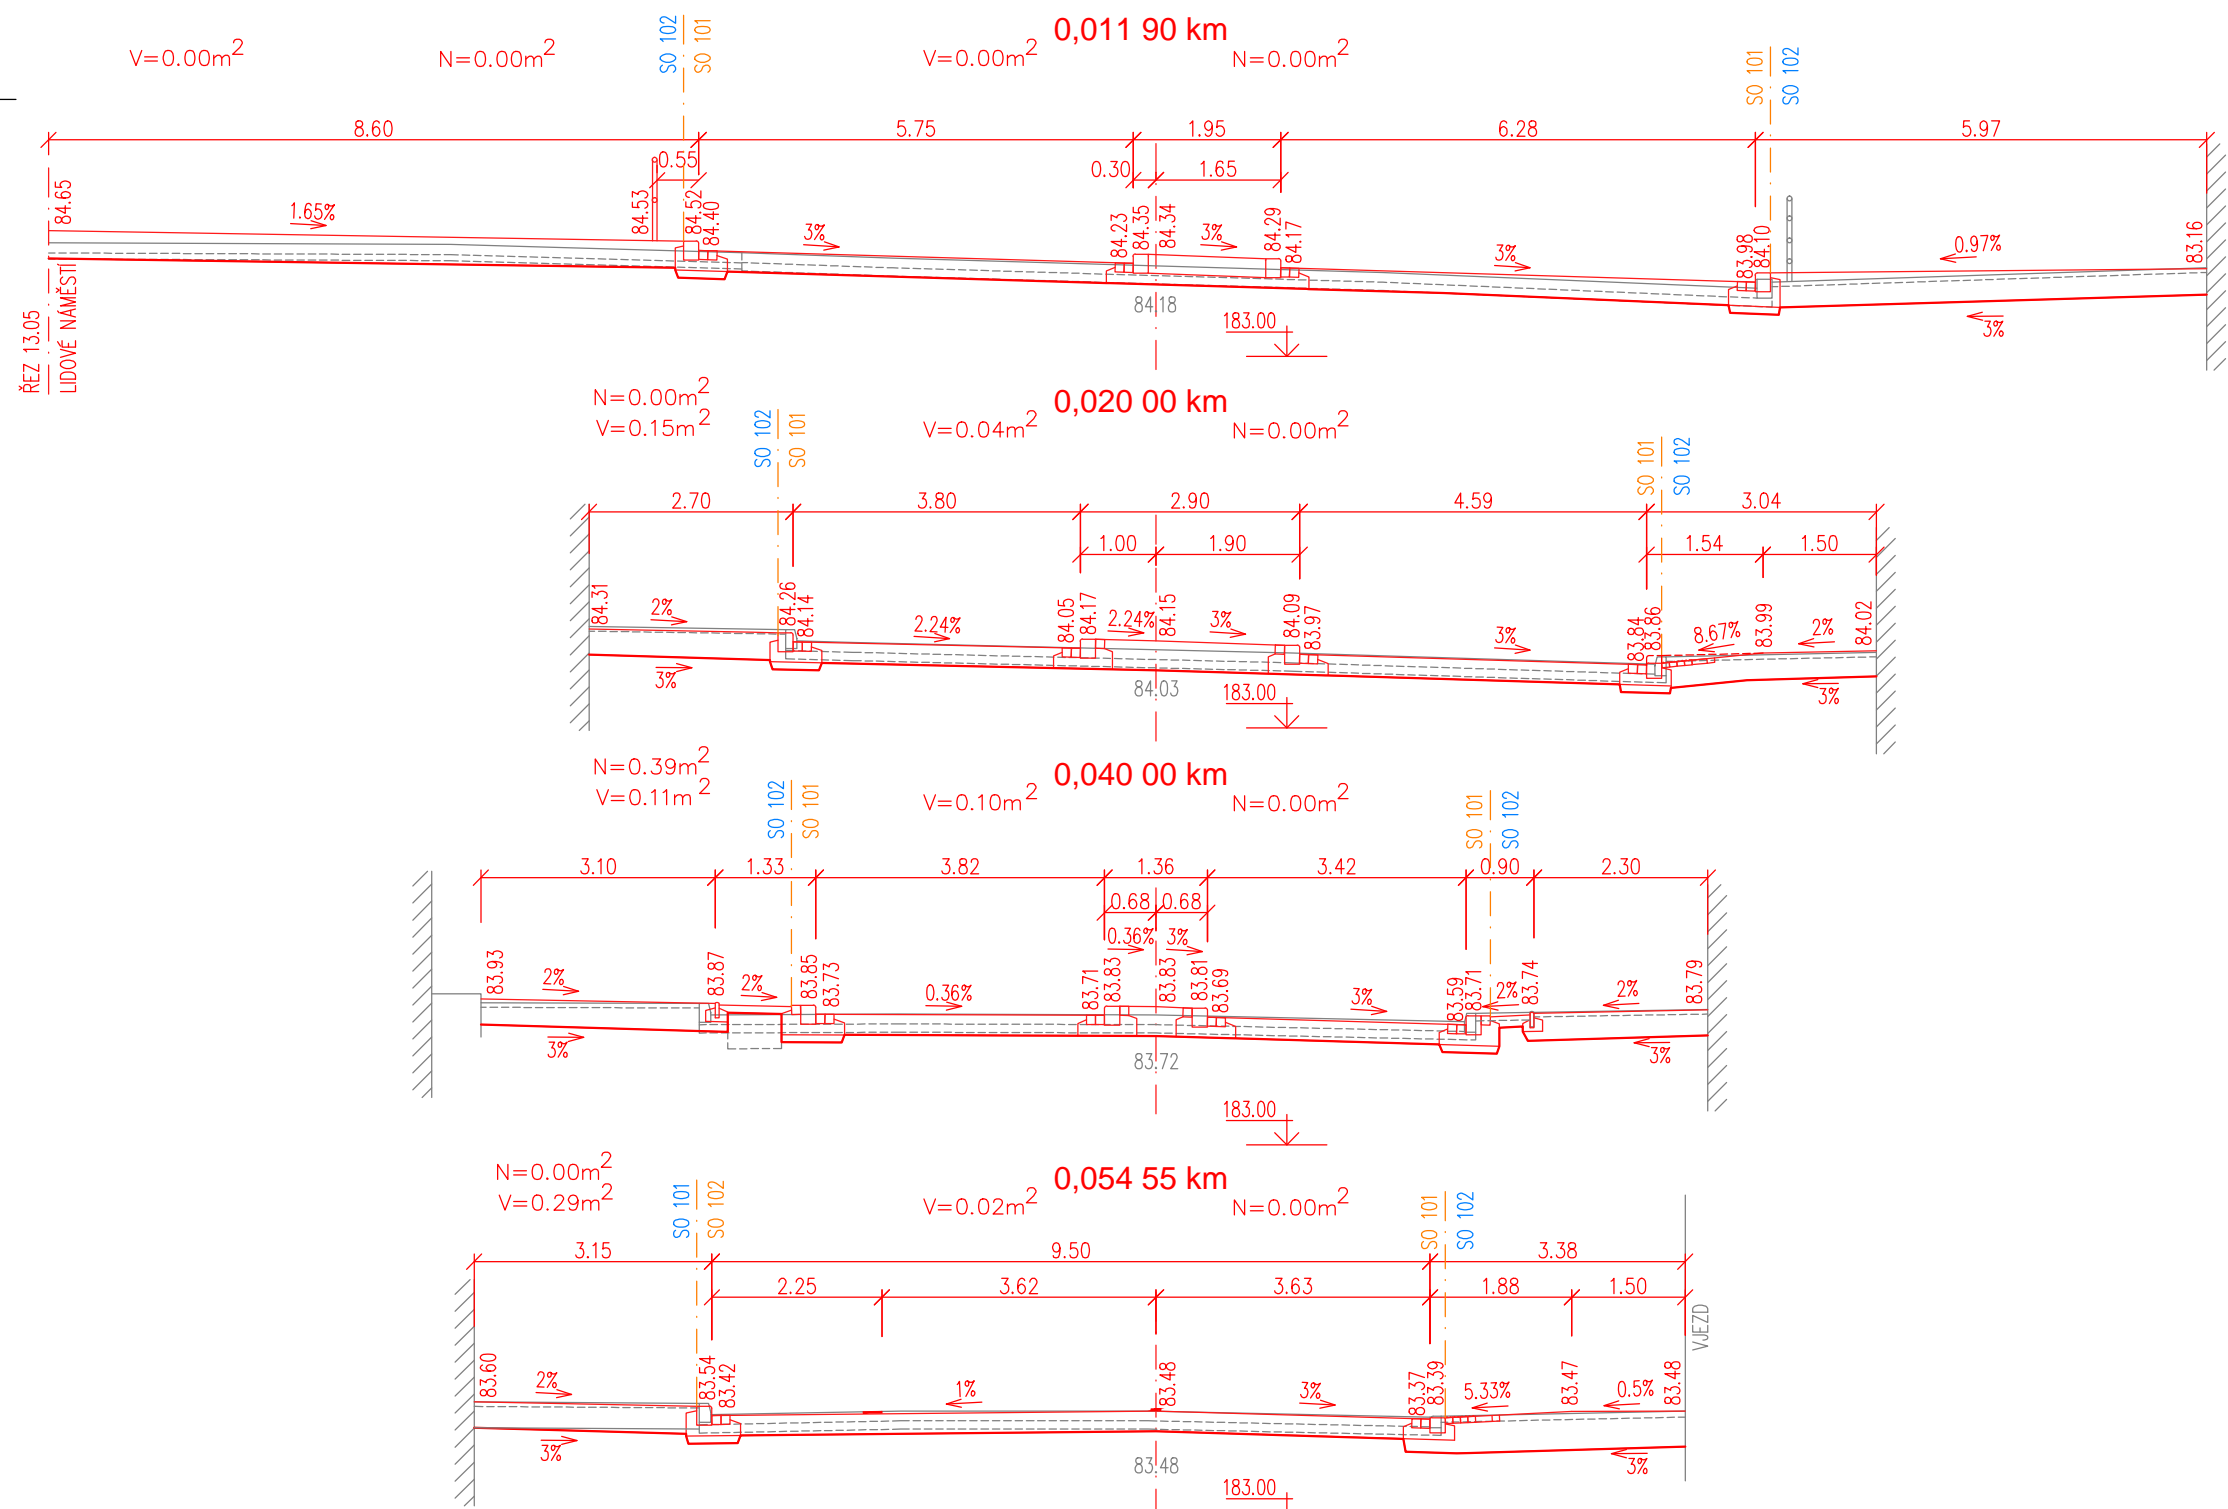 0,011 90 km
V=0.00m2 N=0.00m2 V=0.00m2 N=0.00m2
SO 102 SO 101 SO 101 SO 102
8.60 5.75 1.95 6.28 5.97
0.55 0.30 1.65
84.65 84.53 84.52 84.40 84.23 84.35 84.34 84.29 84.17 83.98 84.10 83.16
1.65% 3% 3% 3% 0.97%
84.18
183.00
3%
ŘEZ 13.05
LIDOVÉ NÁMĚSTÍ
N=0.00m2
0,020 00 km
V=0.15m2 V=0.04m2 N=0.00m2
SO 102 SO 101 SO 101 SO 102
2.70 3.80 2.90 4.59 3.04
1.00 1.90 1.54 1.50
84.31 84.26 84.14 84.05 84.17 84.15 84.09 83.97 83.84 83.86 83.99 84.02
2% 2.24% 2.24% 3% 3% 8.67% 2%
3% 84.03 3%
183.00
N=0.39m2
0,040 00 km
V=0.11m2 V=0.10m2 N=0.00m2
SO 102 SO 101 SO 101 SO 102
3.10 1.33 3.82 1.36 3.42 0.90 2.30
0.68 0.68
0.36% 3%
83.93 83.87 83.85 83.73 83.71 83.83 83.83 83.81 83.69 83.59 83.71 83.74 83.79
2% 2% 0.36% 3% 2% 2%
3% 83.72 3%
183.00
N=0.00m2
0,054 55 km
V=0.29m2 V=0.02m2 N=0.00m2
SO 101 SO 102 SO 101 SO 102
3.15 9.50 3.38
2.25 3.62 3.63 1.88 1.50
VJEZD
83.60 83.54 83.42 83.48 83.37 83.39 83.47 83.48
2% 1% 3% 5.33% 0.5%
3% 83.48 3%
183.00